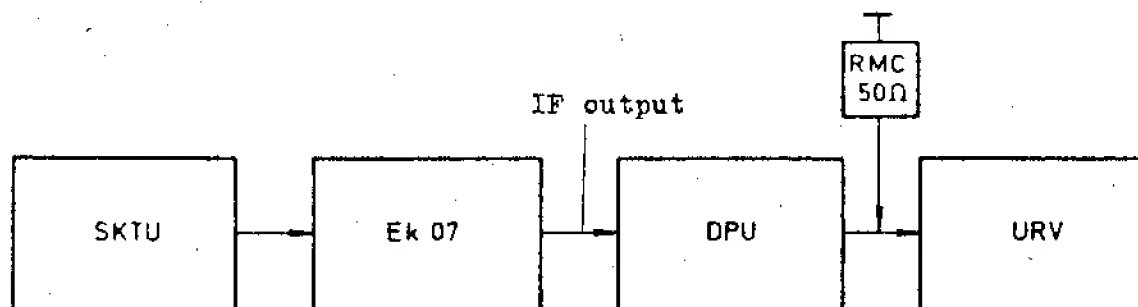 RMC
50Ω
IF output
SKTU
Ek 07
DPU
URV